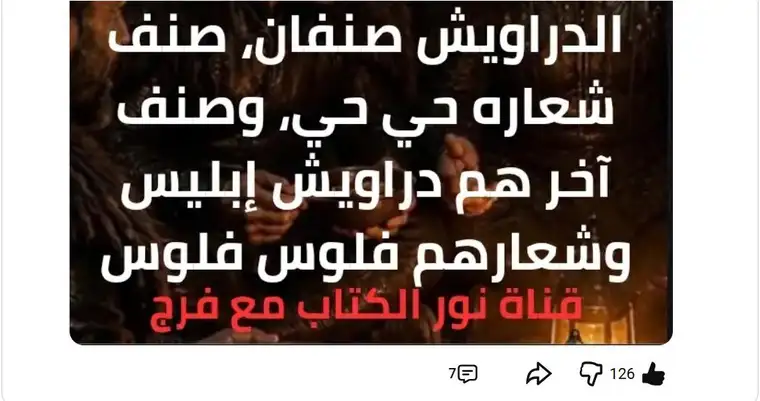 الدراويش صنفان، صنف
شعاره حي حي، وصنف
آخر هم دراويش إبليس
وشعارهم فلوس فلوس
قناة نور الكتاب مع فرج
126
7